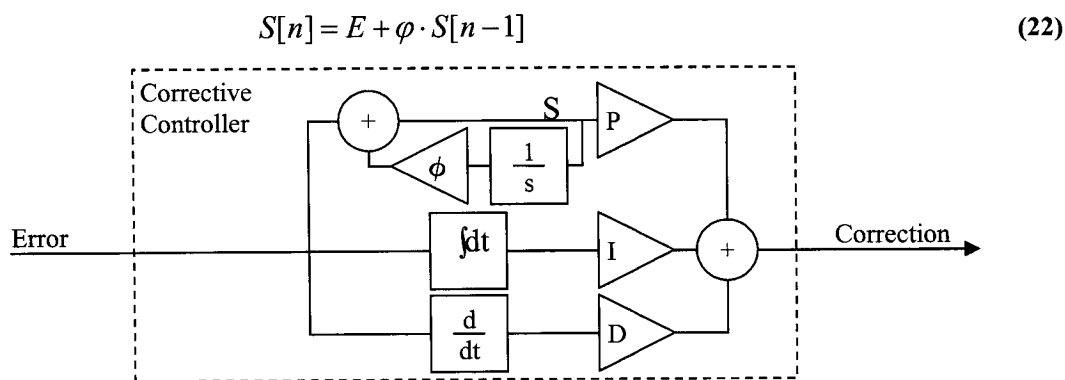 S[n] = E + φ · S[n−1] (22)
Corrective
Controller
+
S
P
ϕ
1
s
Error
∫dt
I
+
Correction
d
dt
D